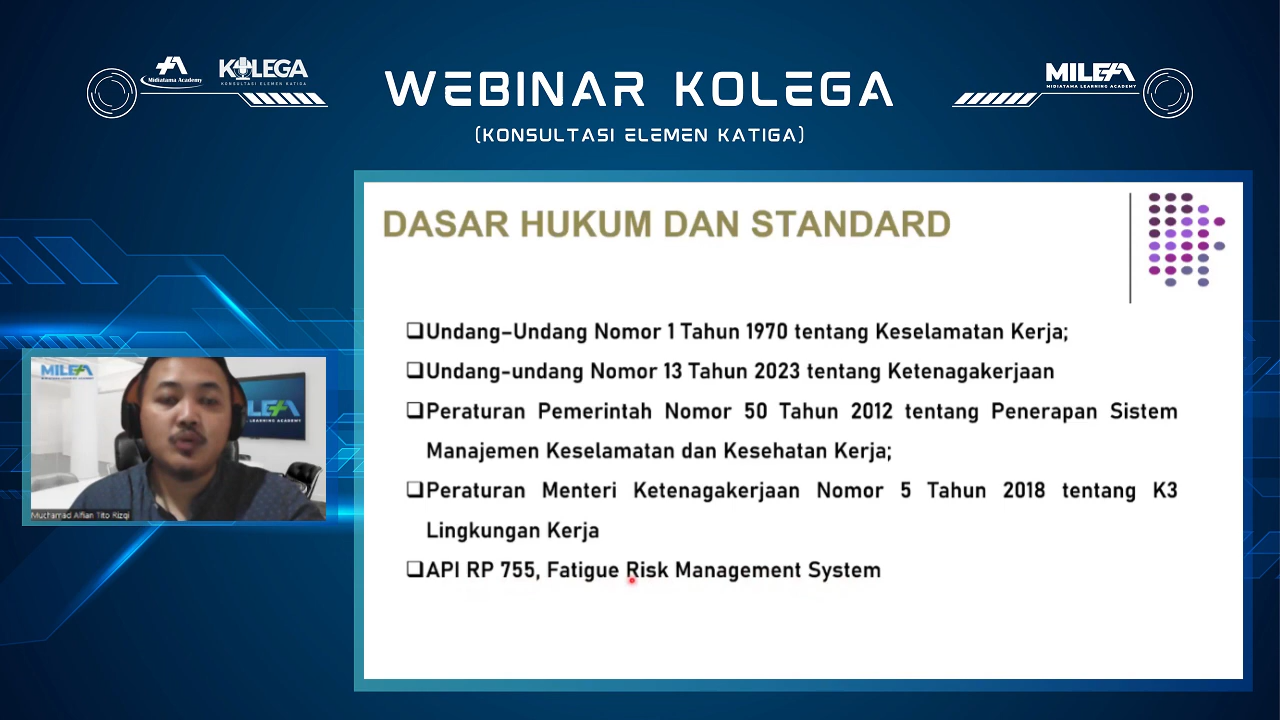 Midiatama Academy
KOLEGA
KONSULTASI ELEMEN KATIGA
WEBINAR KOLEGA
(KONSULTASI ELEMEN KATIGA)
MILEA
MIDIATAMA LEARNING ACADEMY
DASAR HUKUM DAN STANDARD
❑Undang–Undang Nomor 1 Tahun 1970 tentang Keselamatan Kerja;
❑Undang-undang Nomor 13 Tahun 2023 tentang Ketenagakerjaan
❑Peraturan Pemerintah Nomor 50 Tahun 2012 tentang Penerapan Sistem
Manajemen Keselamatan dan Kesehatan Kerja;
❑Peraturan Menteri Ketenagakerjaan Nomor 5 Tahun 2018 tentang K3
Lingkungan Kerja
❑API RP 755, Fatigue Risk Management System
MILEA
LEARNING ACADEMY
Muchamad Alfian Tito Rizqi